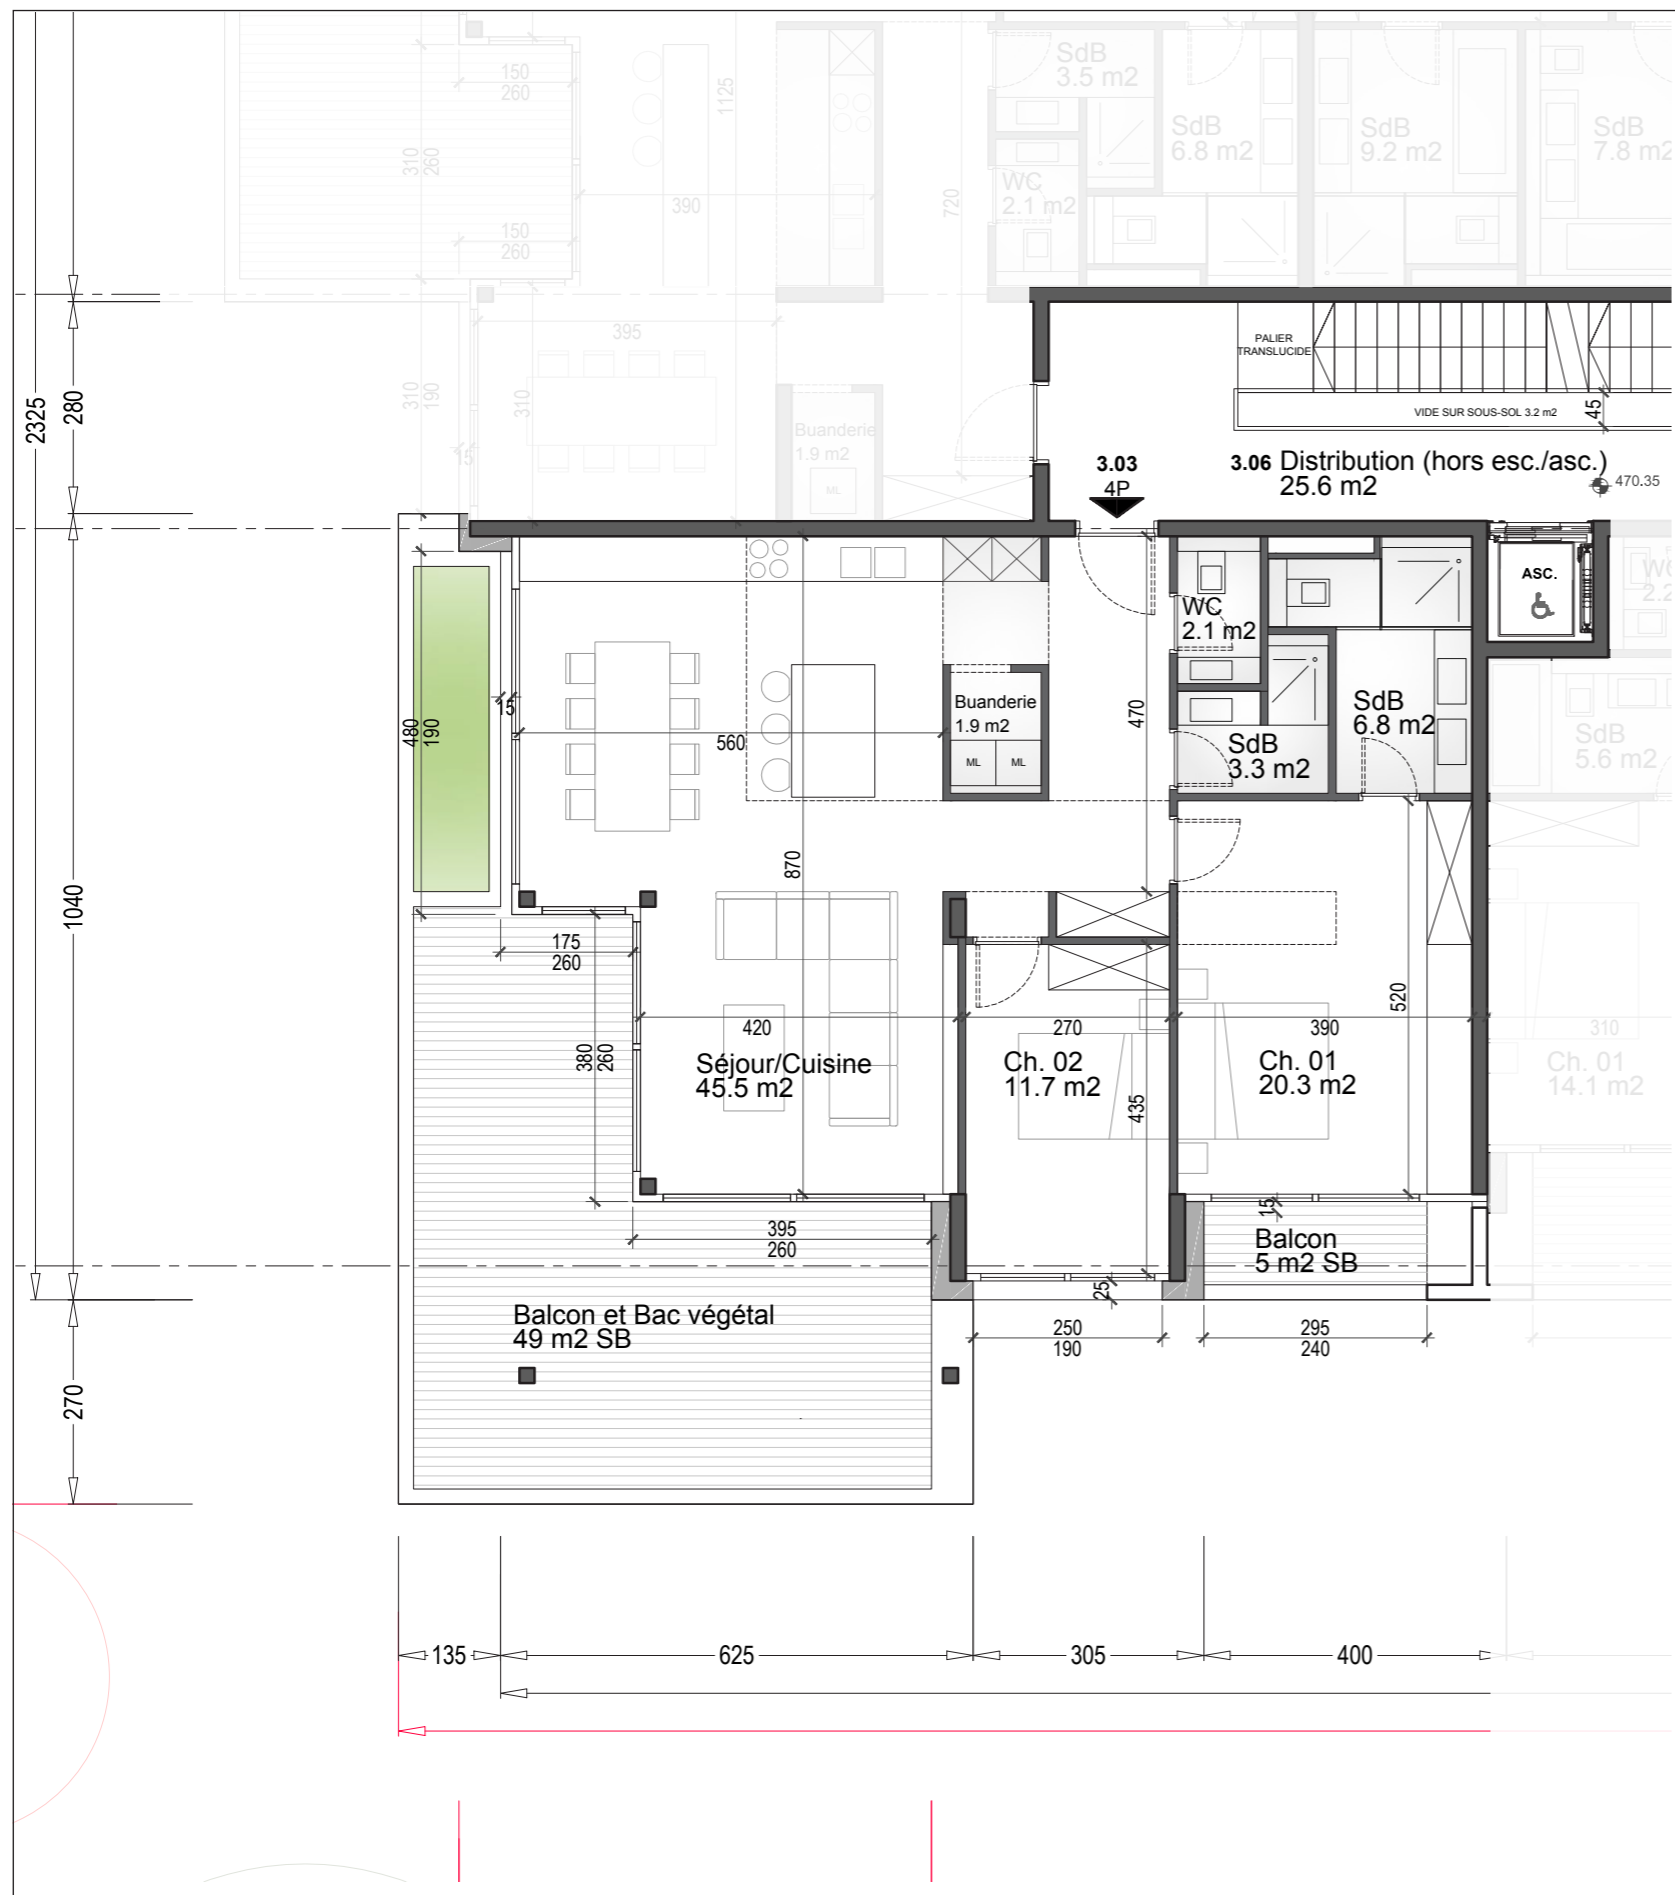 150
260
1125
310
260
390
150
260
720
SdB
3.5 m2
WC
2.1 m2
SdB
6.8 m2
SdB
9.2 m2
SdB
7.8 m2
395
310
190
310
15
Buanderie
1.9 m2
ML
2325
280
1040
270
PALIER
TRANSLUCIDE
VIDE SUR SOUS-SOL 3.2 m2
45
3.03
4P
3.06 Distribution (hors esc./asc.)
25.6 m2
470.35
ASC.
WC
2.2
WC
2.1 m2
SdB
6.8 m2
SdB
3.3 m2
SdB
5.6 m2
Buanderie
1.9 m2
ML
ML
480
190
15
560
470
870
175
260
380
260
420
270
390
520
310
Séjour/Cuisine
45.5 m2
Ch. 02
11.7 m2
435
Ch. 01
20.3 m2
Ch. 01
14.1 m2
395
260
15
Balcon
5 m2 SB
25
Balcon et Bac végétal
49 m2 SB
250
190
295
240
135
625
305
400